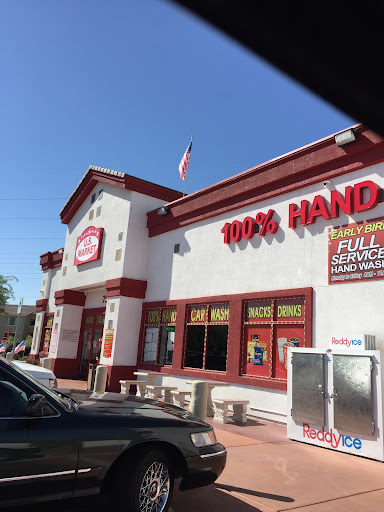 U.S.
MARKET
100% HAND
EARLY BIRD
FULL
SERVICE
HAND WASH
CAR WASH
SNACKS DRINKS
ReddyIce
ReddyIce